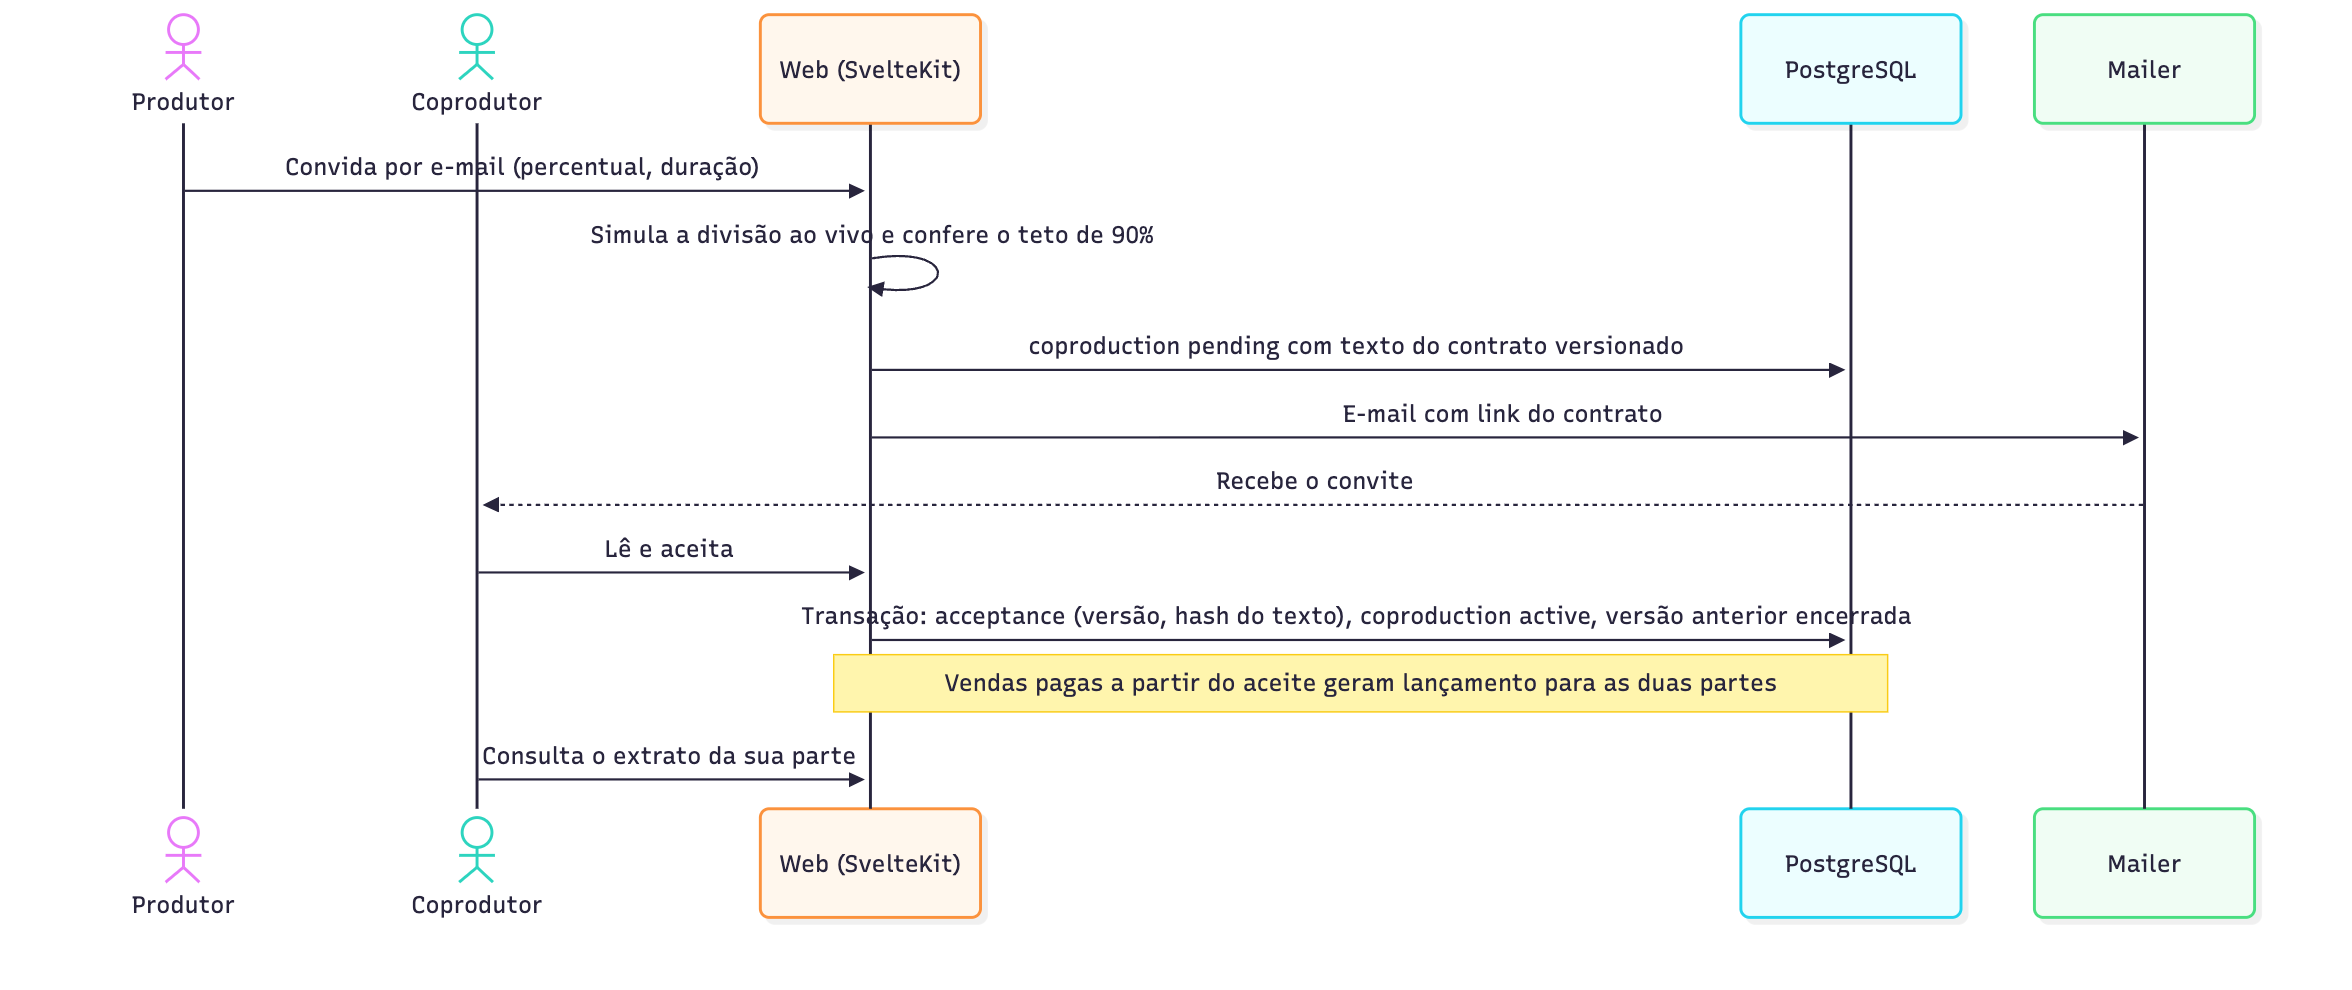 Produtor
Coprodutor
Web (SvelteKit)
PostgreSQL
Mailer
Convida por e-mail (percentual, duração)
Simula a divisão ao vivo e confere o teto de 90%
coproduction pending com texto do contrato versionado
E-mail com link do contrato
Recebe o convite
Lê e aceita
Transação: acceptance (versão, hash do texto), coproduction active, versão anterior encerrada
Vendas pagas a partir do aceite geram lançamento para as duas partes
Consulta o extrato da sua parte
Produtor
Coprodutor
Web (SvelteKit)
PostgreSQL
Mailer